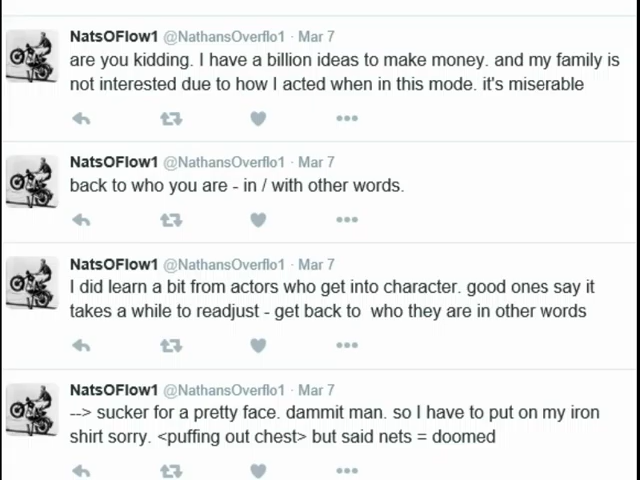 NatsOFlow1 @NathansOverflo1 · Mar 7
are you kidding. I have a billion ideas to make money. and my family is
not interested due to how I acted when in this mode. it's miserable
NatsOFlow1 @NathansOverflo1 · Mar 7
back to who you are - in / with other words.
NatsOFlow1 @NathansOverflo1 · Mar 7
I did learn a bit from actors who get into character. good ones say it
takes a while to readjust - get back to  who they are in other words
NatsOFlow1 @NathansOverflo1 · Mar 7
--> sucker for a pretty face. dammit man. so I have to put on my iron
shirt sorry. <puffing out chest> but said nets = doomed